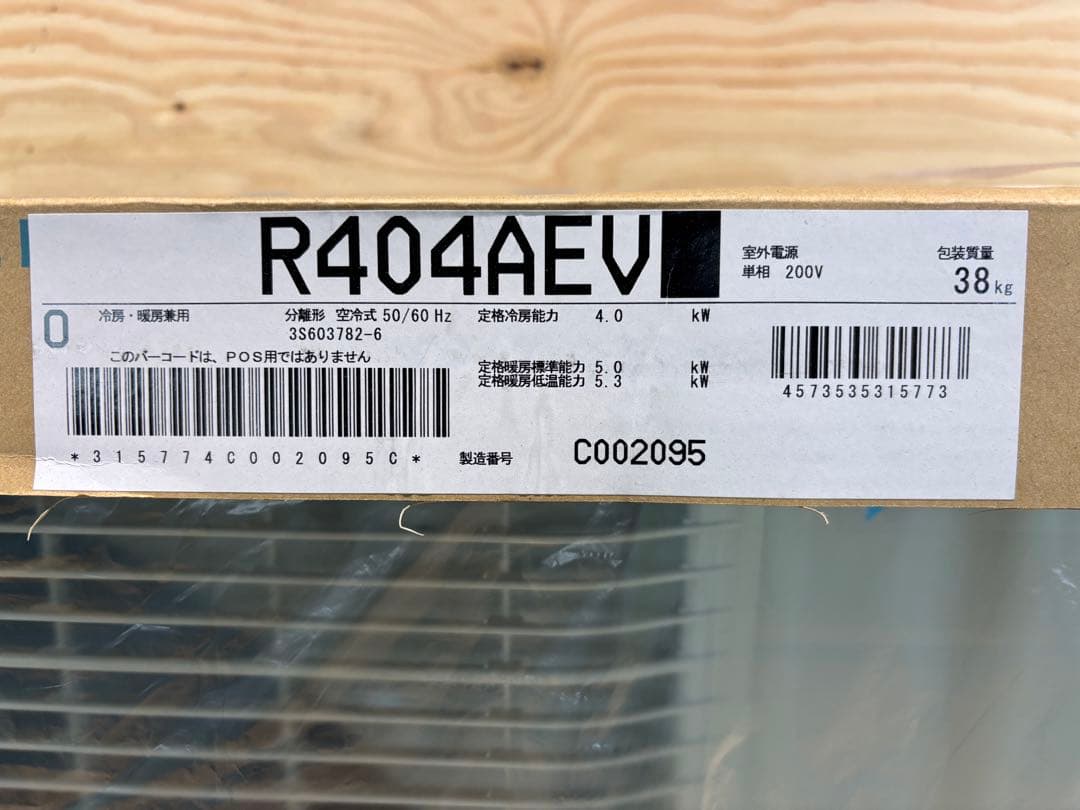 R404AEV■
室外電源
単相 200V
包装質量
38kg
0
冷房・暖房兼用
分離形 空冷式 50/60 Hz
3S603782-6
定格冷房能力 4.0 kW
定格暖房標準能力 5.0 kW
定格暖房低温能力 5.3 kW
このバーコードは、POS用ではありません
*315774C002095C*
製造番号 C002095
4573535315773